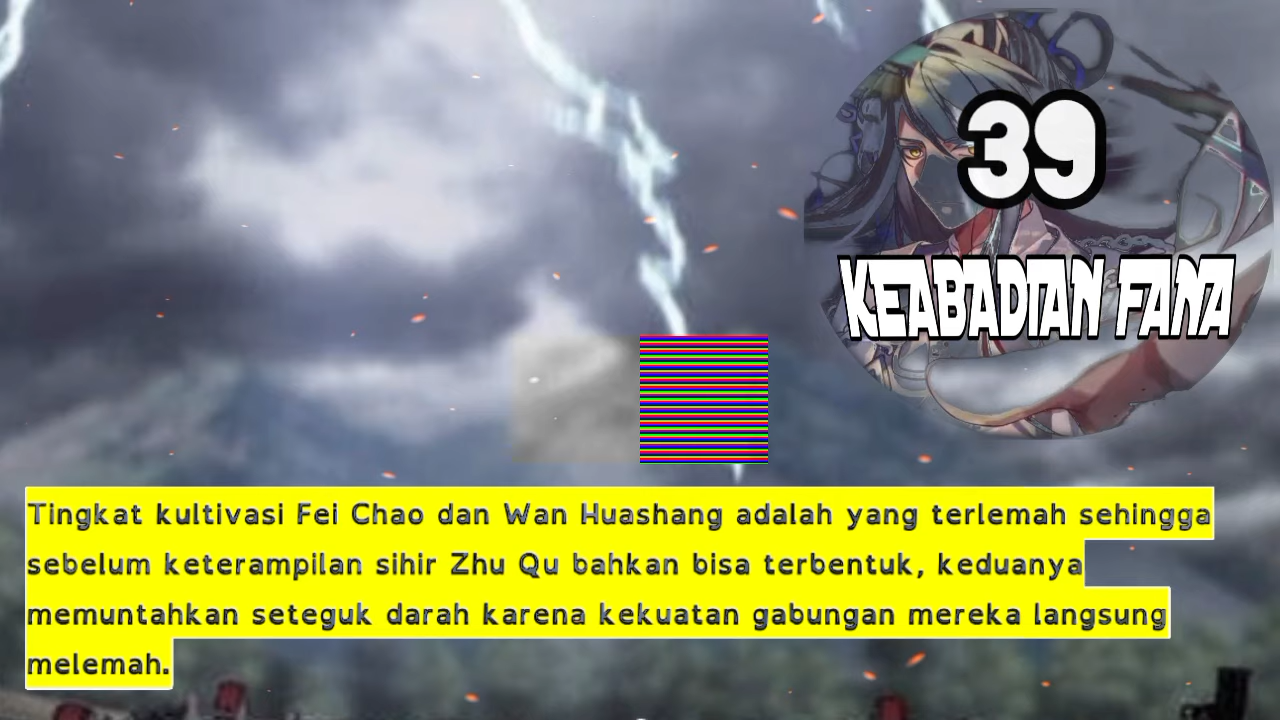 39
KEABADIAN FANA
Tingkat kultivasi Fei Chao dan Wan Huashang adalah yang terlemah sehingga
sebelum keterampilan sihir Zhu Qu bahkan bisa terbentuk, keduanya
memuntahkan seteguk darah karena kekuatan gabungan mereka langsung
melemah.